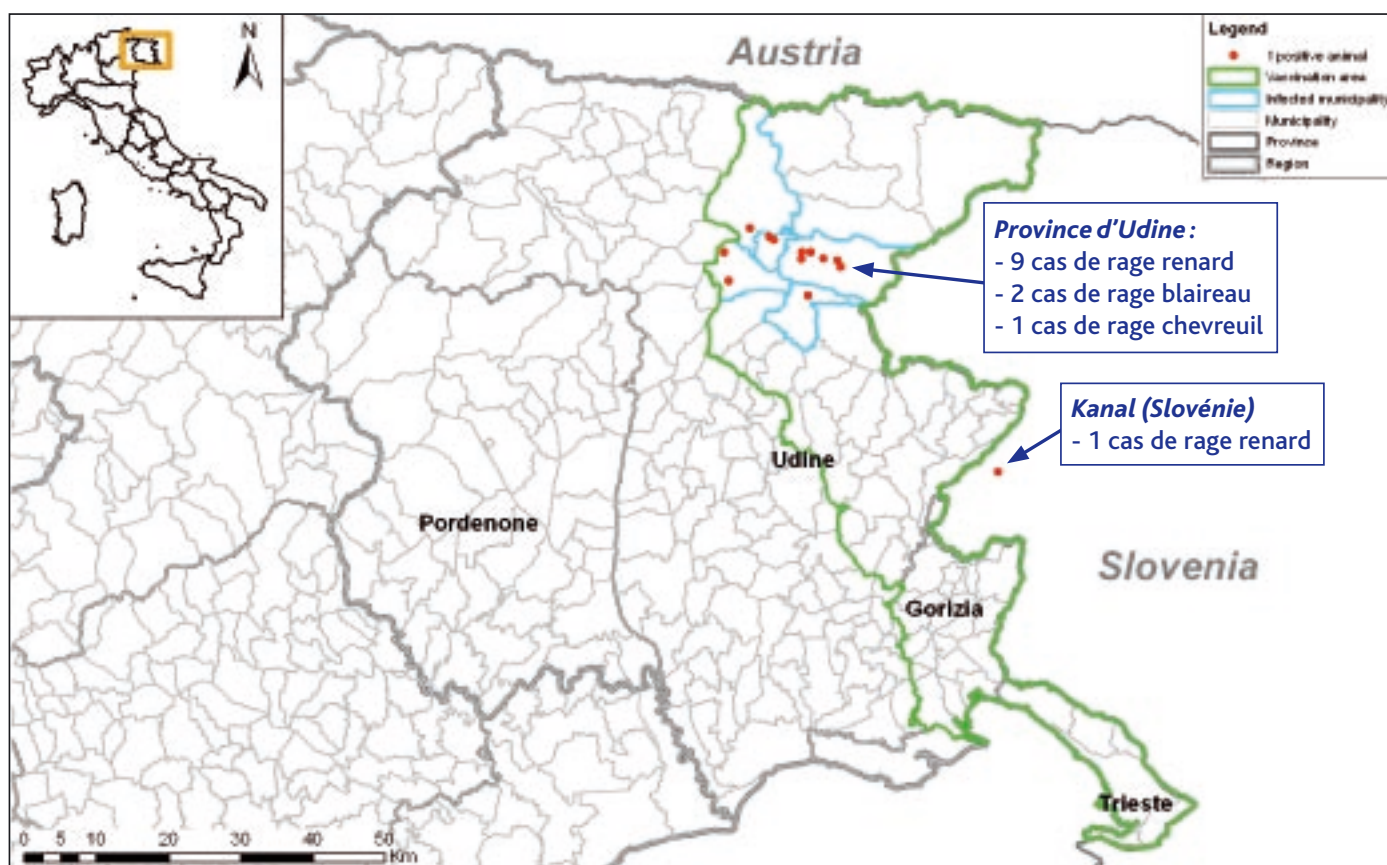 N
Austria
Legend
1 positive animal
Vaccination area
Infected municipality
Municipality
Province
Region
Province d'Udine :
- 9 cas de rage renard
- 2 cas de rage blaireau
- 1 cas de rage chevreuil
Kanal (Slovénie)
- 1 cas de rage renard
Udine
Pordenone
Slovenia
Gorizia
Trieste
0 5 10 20 30 40 50
Km